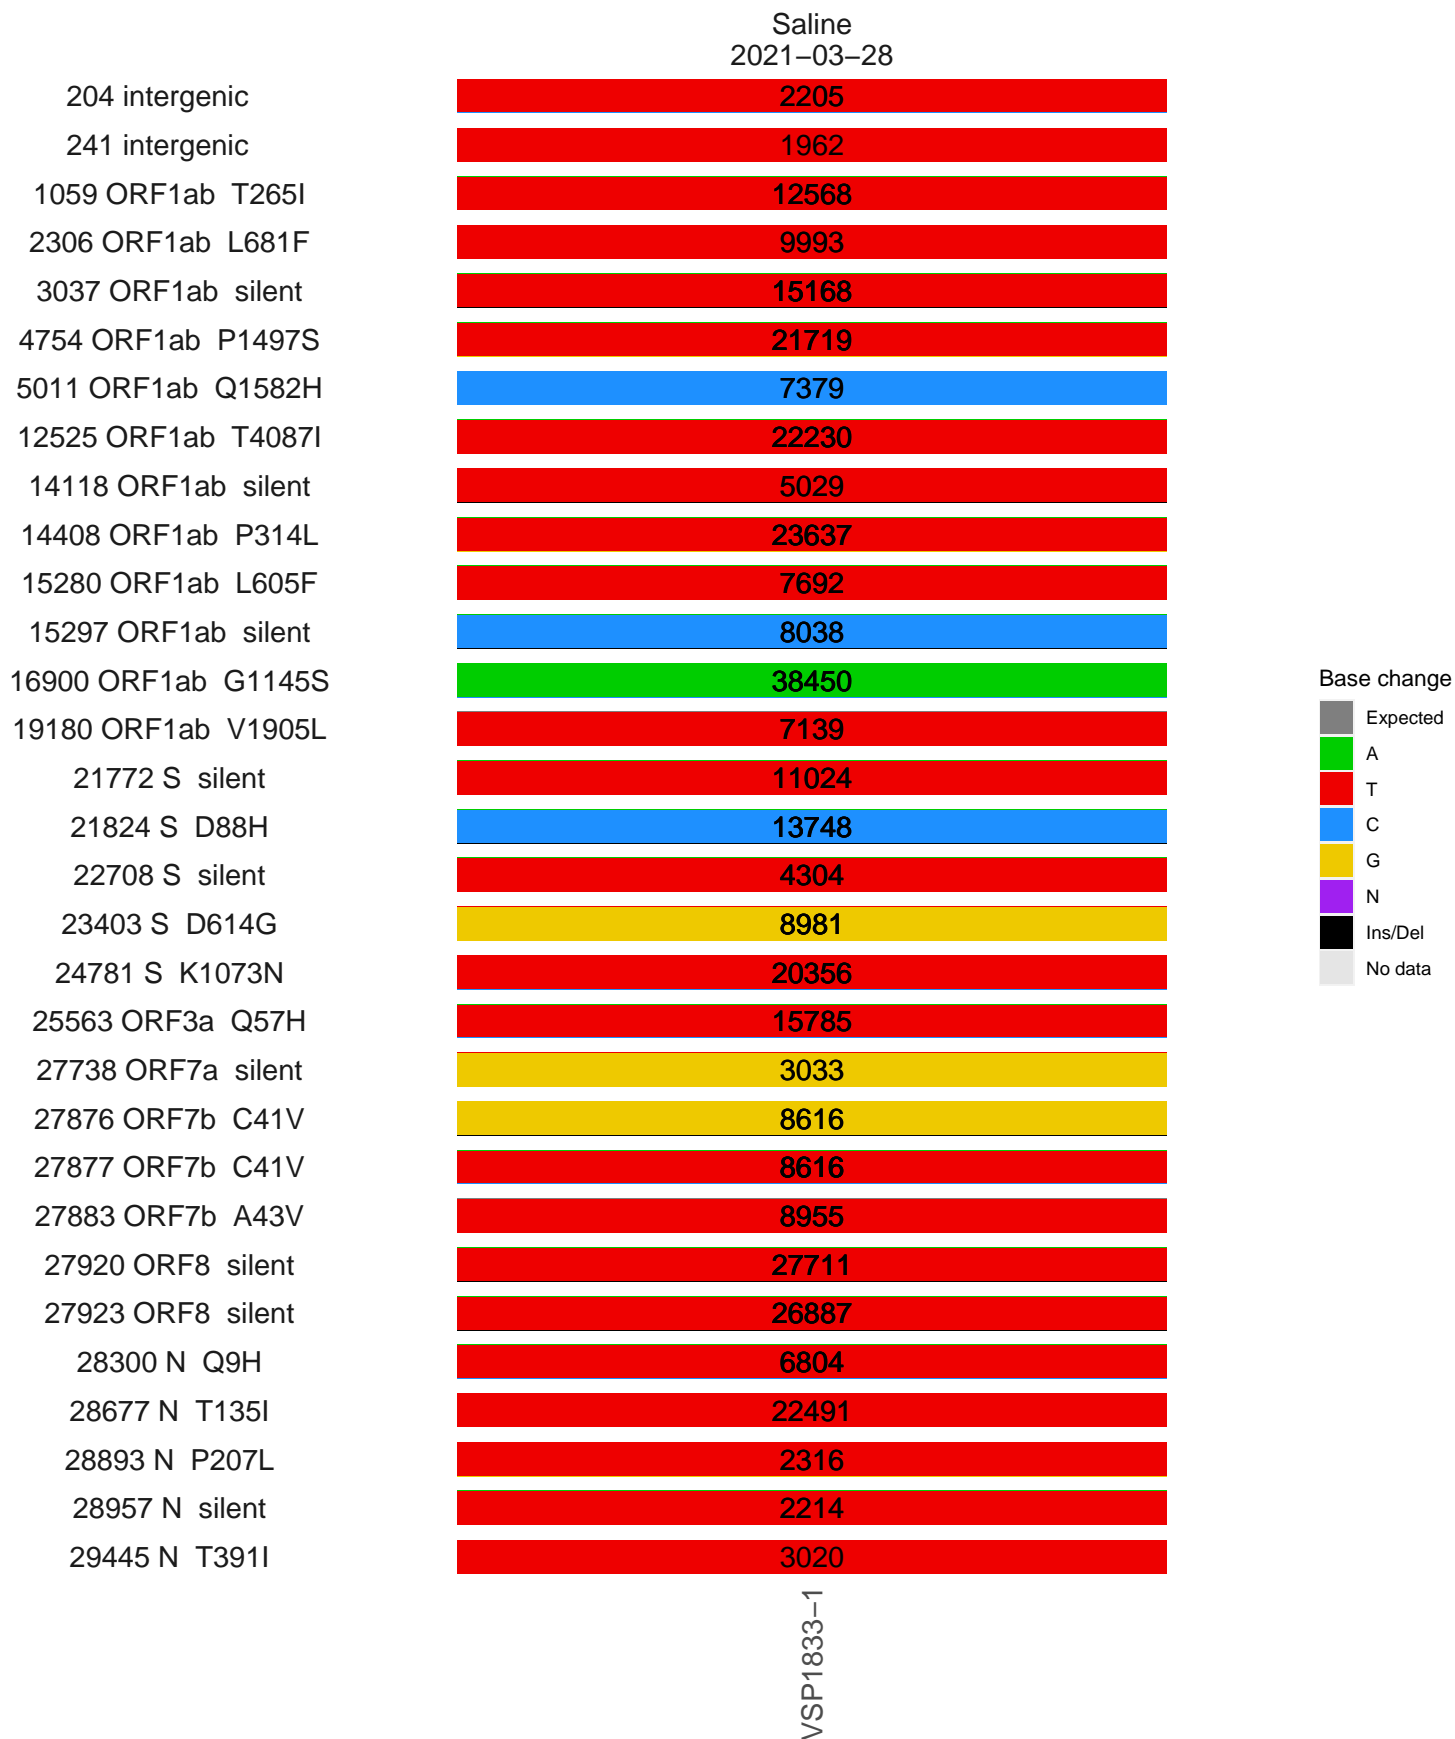 Saline
2021−03−28
204 intergenic 2205
241 intergenic 1962
1059 ORF1ab T265I 12568
2306 ORF1ab L681F 9993
3037 ORF1ab silent 15168
4754 ORF1ab P1497S 21719
5011 ORF1ab Q1582H 7379
12525 ORF1ab T4087I 22230
14118 ORF1ab silent 5029
14408 ORF1ab P314L 23637
15280 ORF1ab L605F 7692
15297 ORF1ab silent 8038
16900 ORF1ab G1145S 38450
19180 ORF1ab V1905L 7139
21772 S silent 11024
21824 S D88H 13748
22708 S silent 4304
23403 S D614G 8981
24781 S K1073N 20356
25563 ORF3a Q57H 15785
27738 ORF7a silent 3033
27876 ORF7b C41V 8616
27877 ORF7b C41V 8616
27883 ORF7b A43V 8955
27920 ORF8 silent 27711
27923 ORF8 silent 26887
28300 N Q9H 6804
28677 N T135I 22491
28893 N P207L 2316
28957 N silent 2214
29445 N T391I 3020
VSP1833−1
Base change
Expected
A
T
C
G
N
Ins/Del
No data